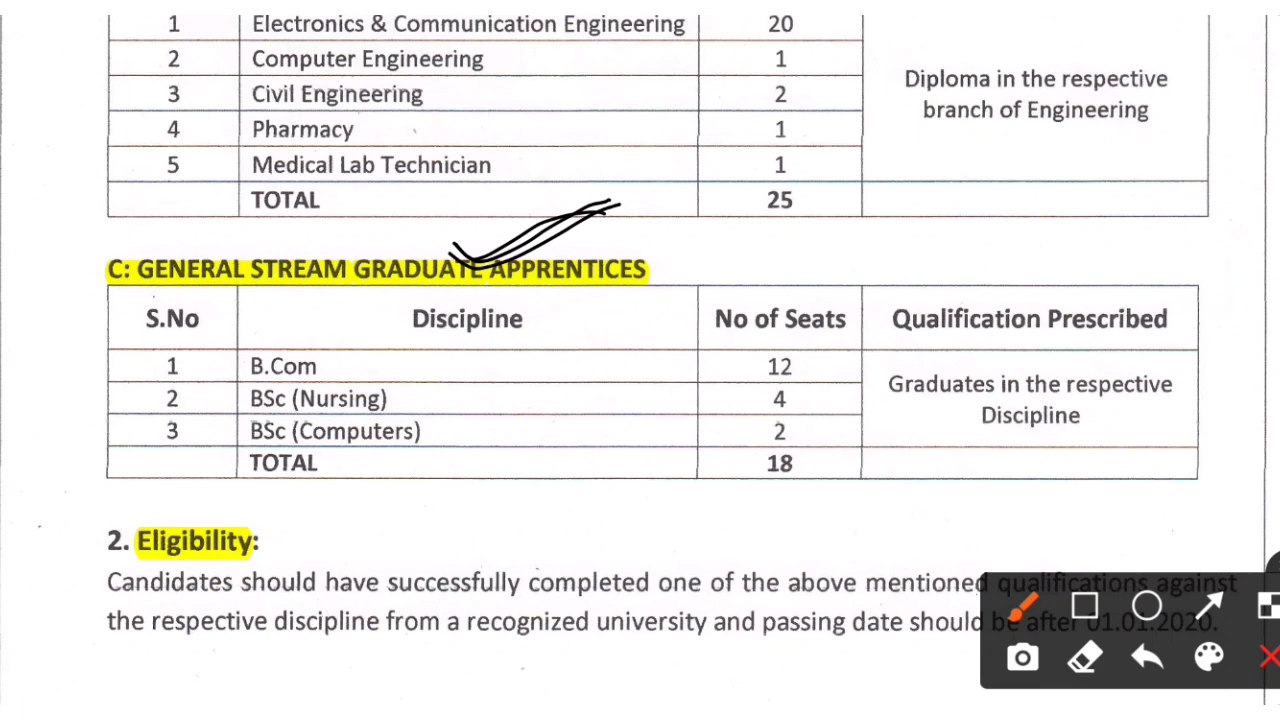 1 Electronics & Communication Engineering 20
2 Computer Engineering 1
3 Civil Engineering 2
4 Pharmacy 1
5 Medical Lab Technician 1
Diploma in the respective
branch of Engineering
TOTAL 25
C: GENERAL STREAM GRADUATE APPRENTICES
S.No Discipline No of Seats Qualification Prescribed
1 B.Com 12
2 BSc (Nursing) 4
3 BSc (Computers) 2
Graduates in the respective
Discipline
TOTAL 18
2. Eligibility:
Candidates should have successfully completed one of the above mentioned qualifications against
the respective discipline from a recognized university and passing date should be after 01.01.2020.